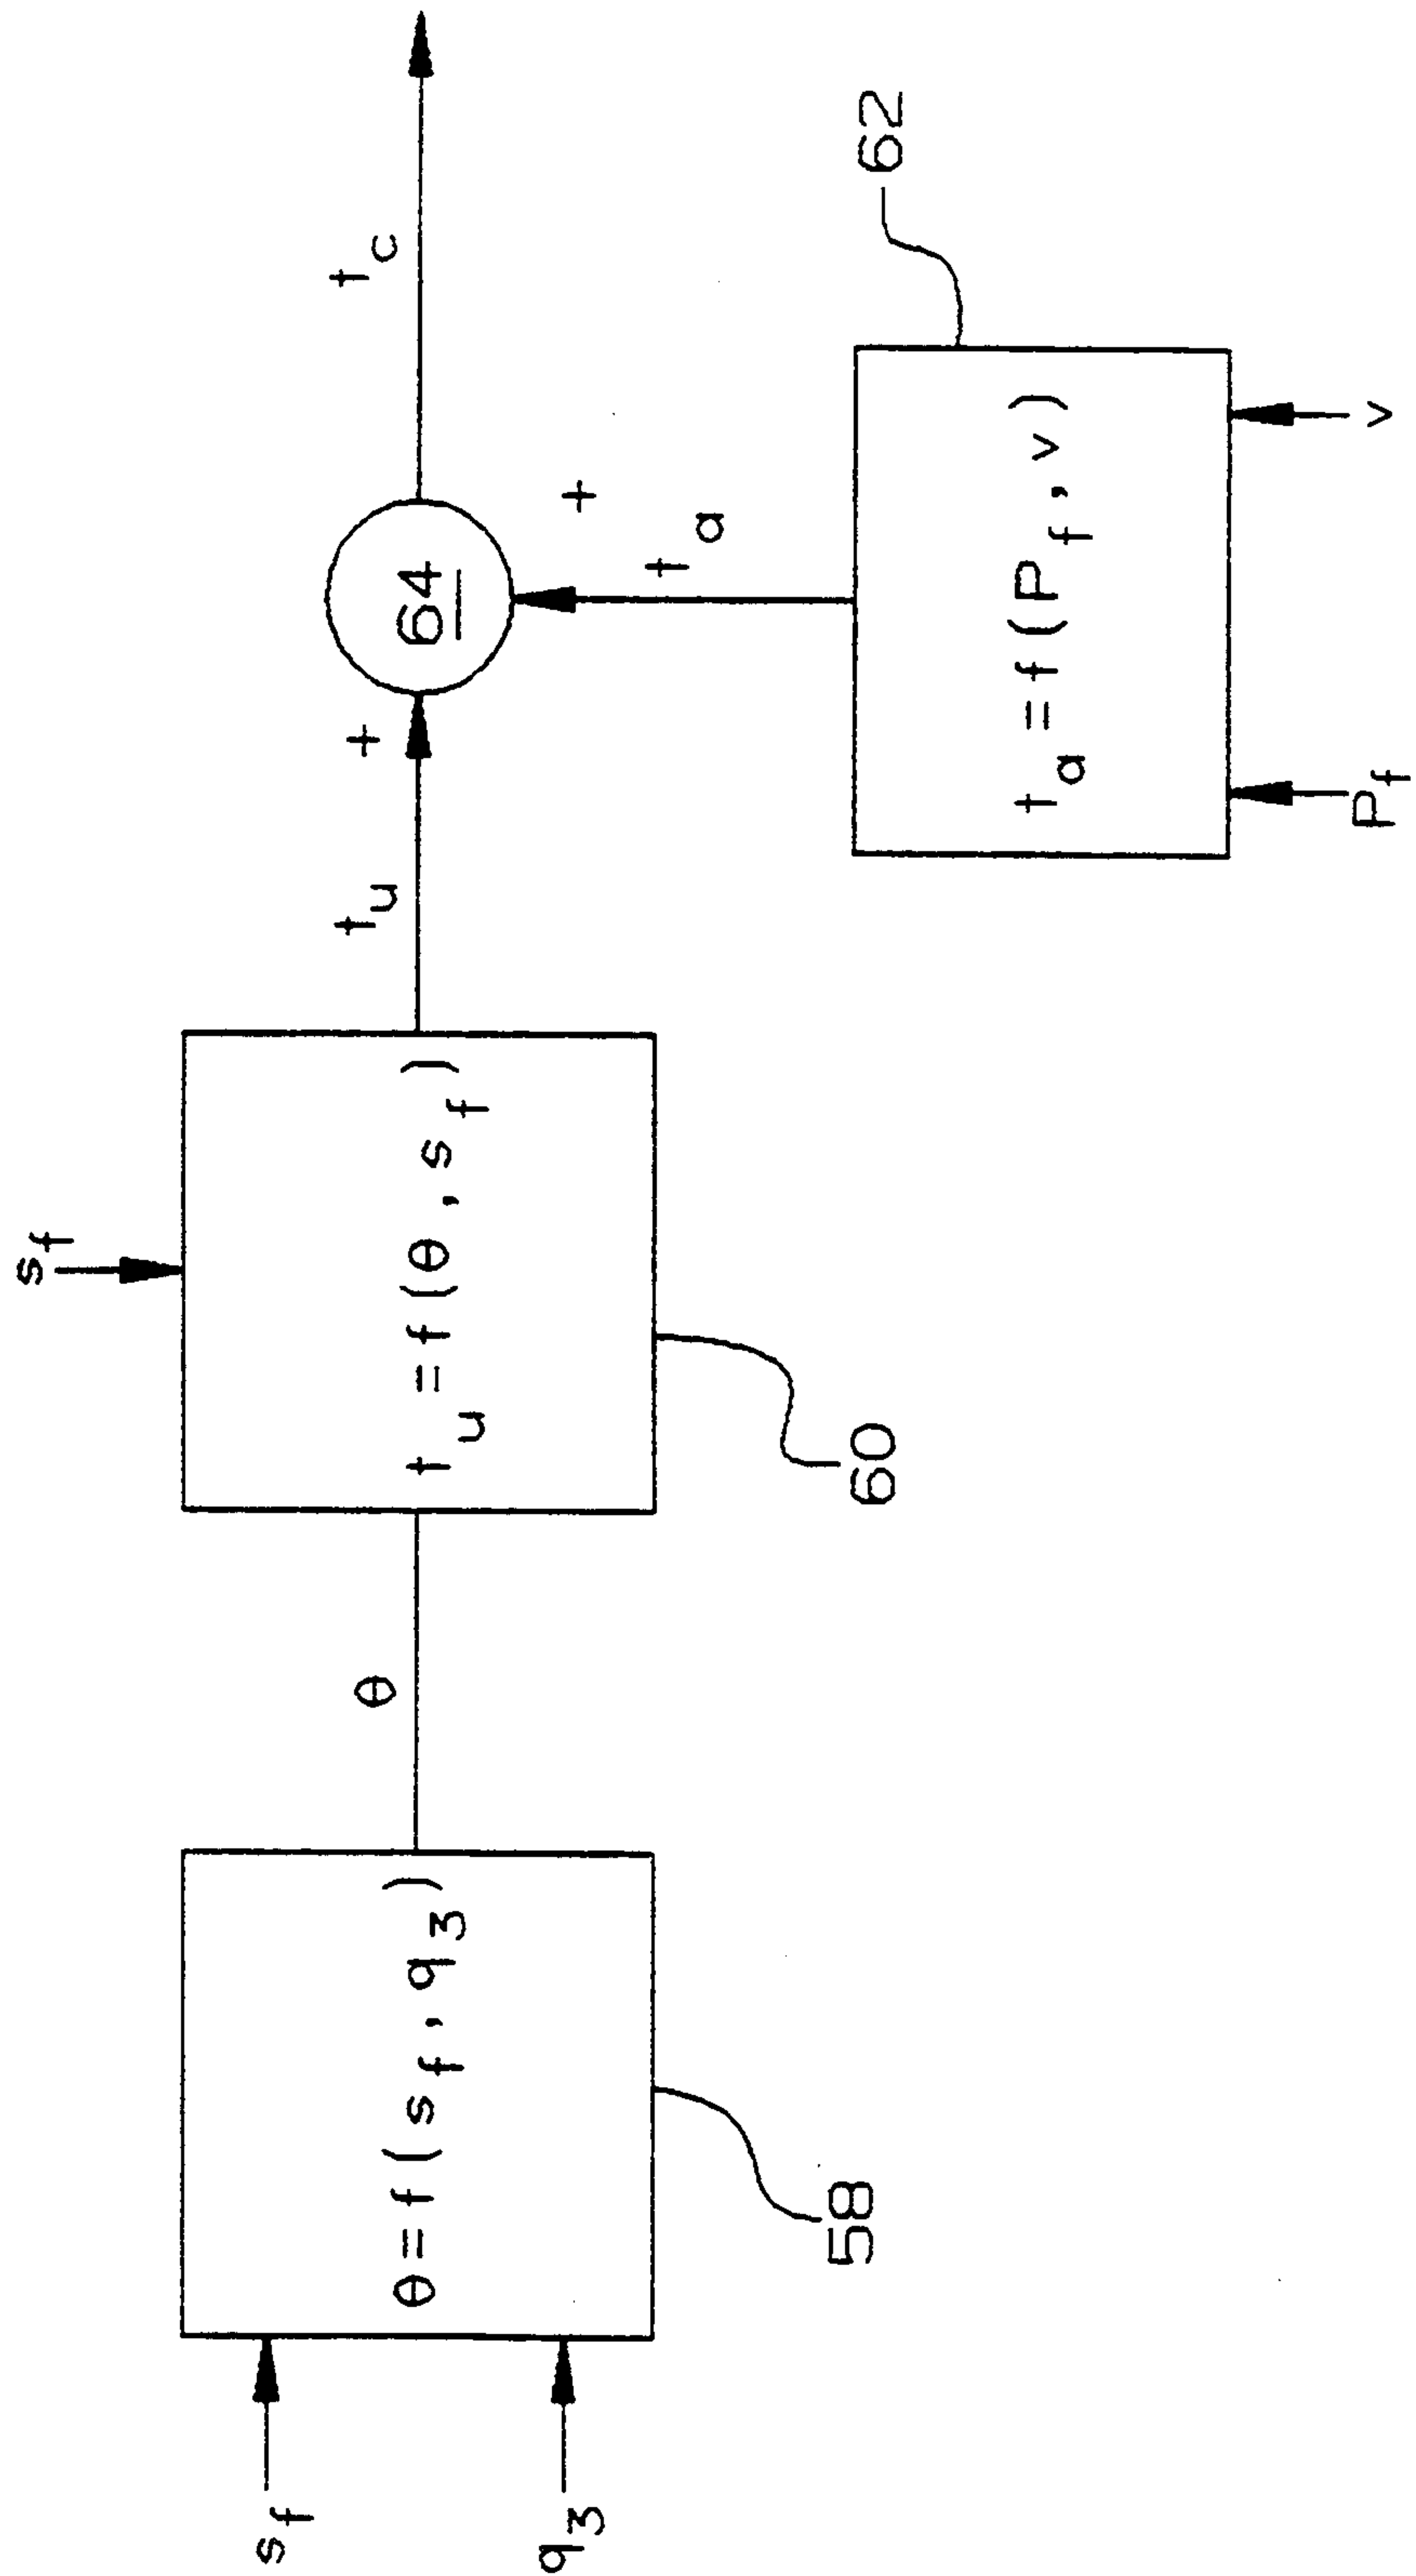 s_f
q_3
θ = f ( s_f , q_3 )
58
θ
s_f
t_u = f ( θ , s_f )
60
t_u
+
64
t_c
+
t_a
t_a = f ( P_f , v )
62
P_f
v